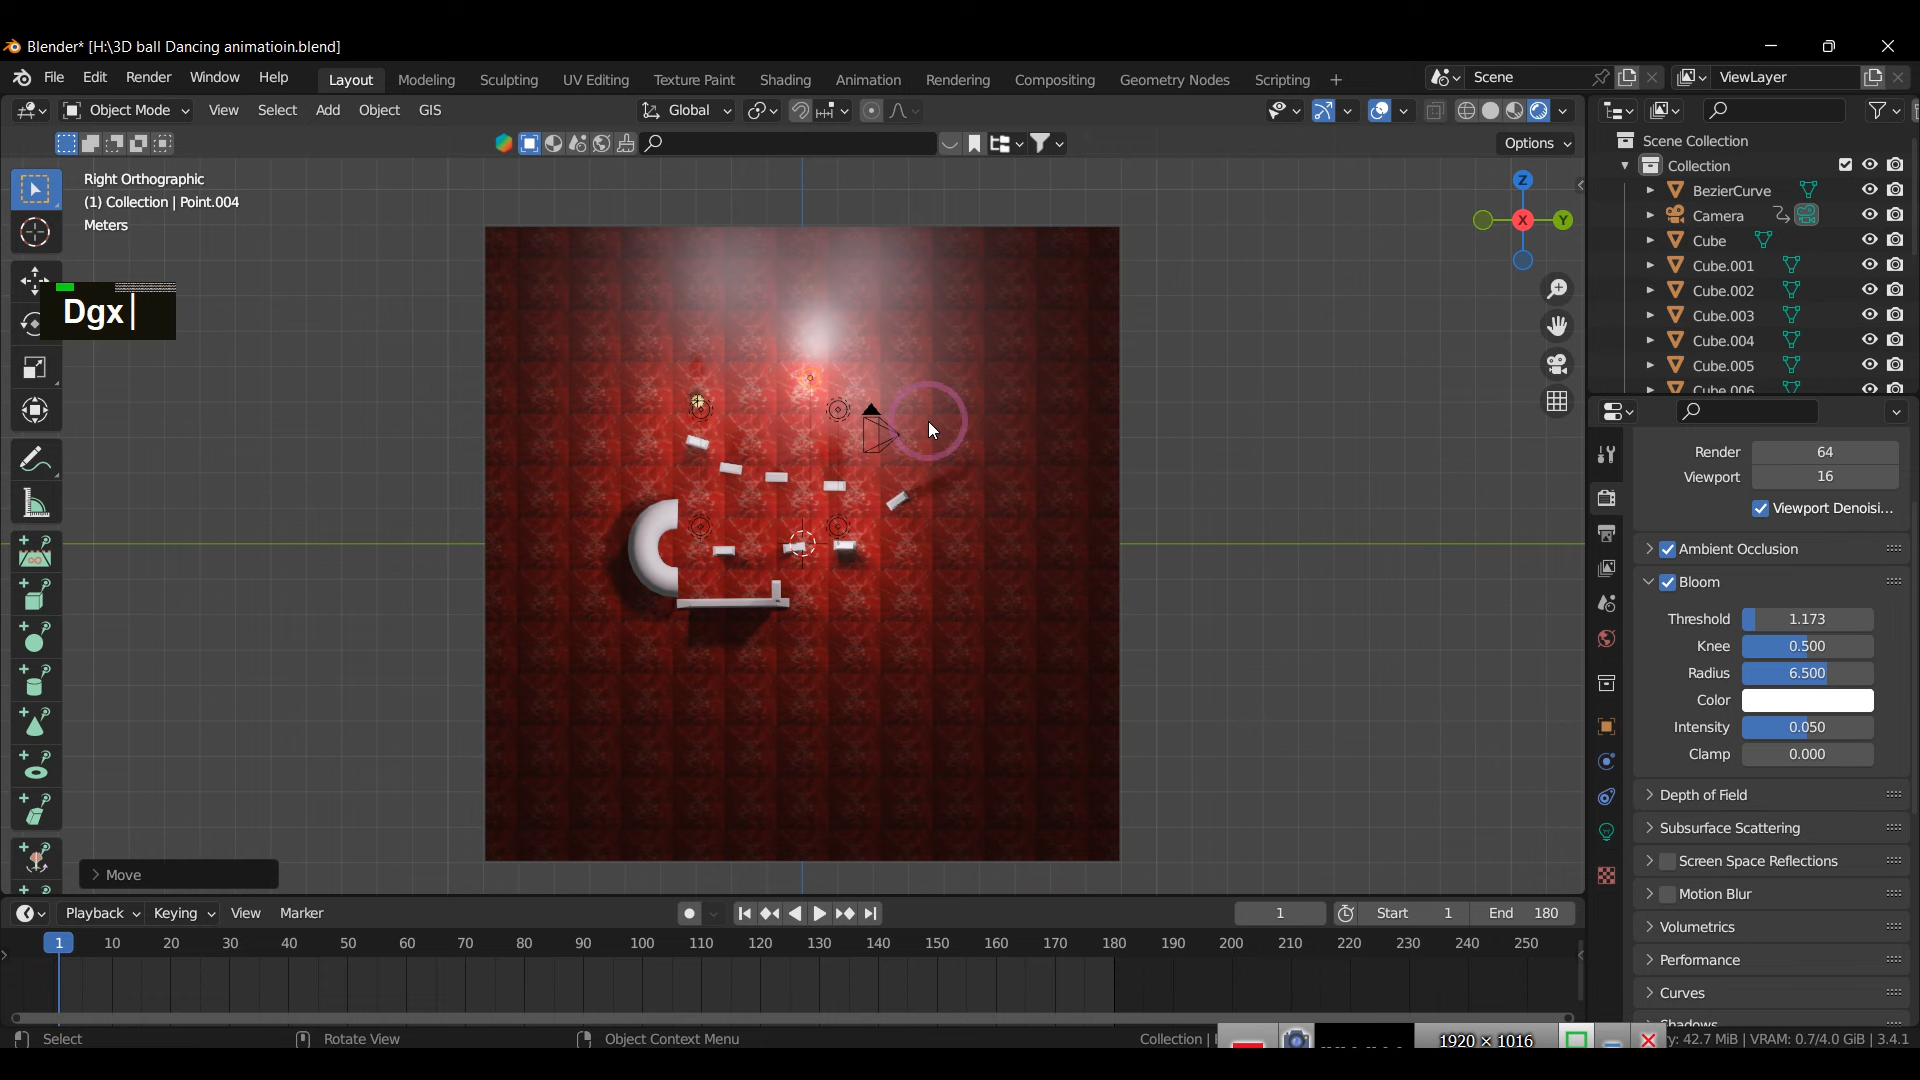 Blender* [H:\3D ball Dancing animatioin.blend]
File Edit Render Window Help Layout Modeling Sculpting UV Editing Texture Paint Shading Animation Rendering Compositing Geometry Nodes Scripting + Scene ViewLayer
Object Mode View Select Add Object GIS Global
Options
Right Orthographic
(1) Collection | Point.004
Meters
Z
X
Y
Dgx
Move
Scene Collection
Collection
BezierCurve
Camera
Cube
Cube.001
Cube.002
Cube.003
Cube.004
Cube.005
Cube.006
Render 64
Viewport 16
Viewport Denoisi...
Ambient Occlusion
Bloom
Threshold 1.173
Knee 0.500
Radius 6.500
Color
Intensity 0.050
Clamp 0.000
Depth of Field
Subsurface Scattering
Screen Space Reflections
Motion Blur
Volumetrics
Performance
Curves
Shadows
Playback Keying View Marker 1 Start 1 End 180
1 10 20 30 40 50 60 70 80 90 100 110 120 130 140 150 160 170 180 190 200 210 220 230 240 250
Select Rotate View Object Context Menu Collection | 1920 × 1016 y: 42.7 MiB | VRAM: 0.7/4.0 GiB | 3.4.1